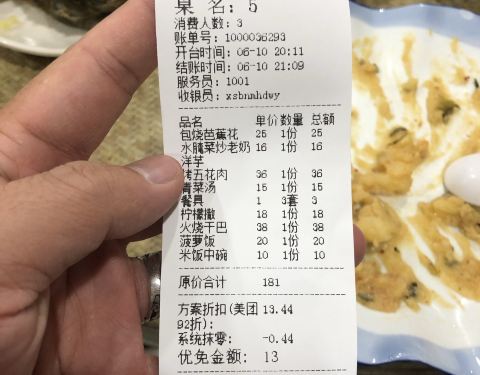 桌名: 5
消费人数: 3
账单号: 1000036293
开台时间: 06-10 20:11
结账时间: 06-10 21:09
服务员: 1001
收银员: xsbnmhdwy
品名 单价 数量 总额
包烧芭蕉花 25 1份 25
水腌菜炒老奶 16 1份 16
洋芋
烤五花肉 36 1份 36
青菜汤 15 1份 15
餐具 1 3套 3
柠檬撒 18 1份 18
火烧干巴 38 1份 38
菠萝饭 20 1份 20
米饭中碗 10 1份 10
原价合计 181
方案折扣(美团 13.44
92折):
系统抹零: -0.44
优免金额: 13